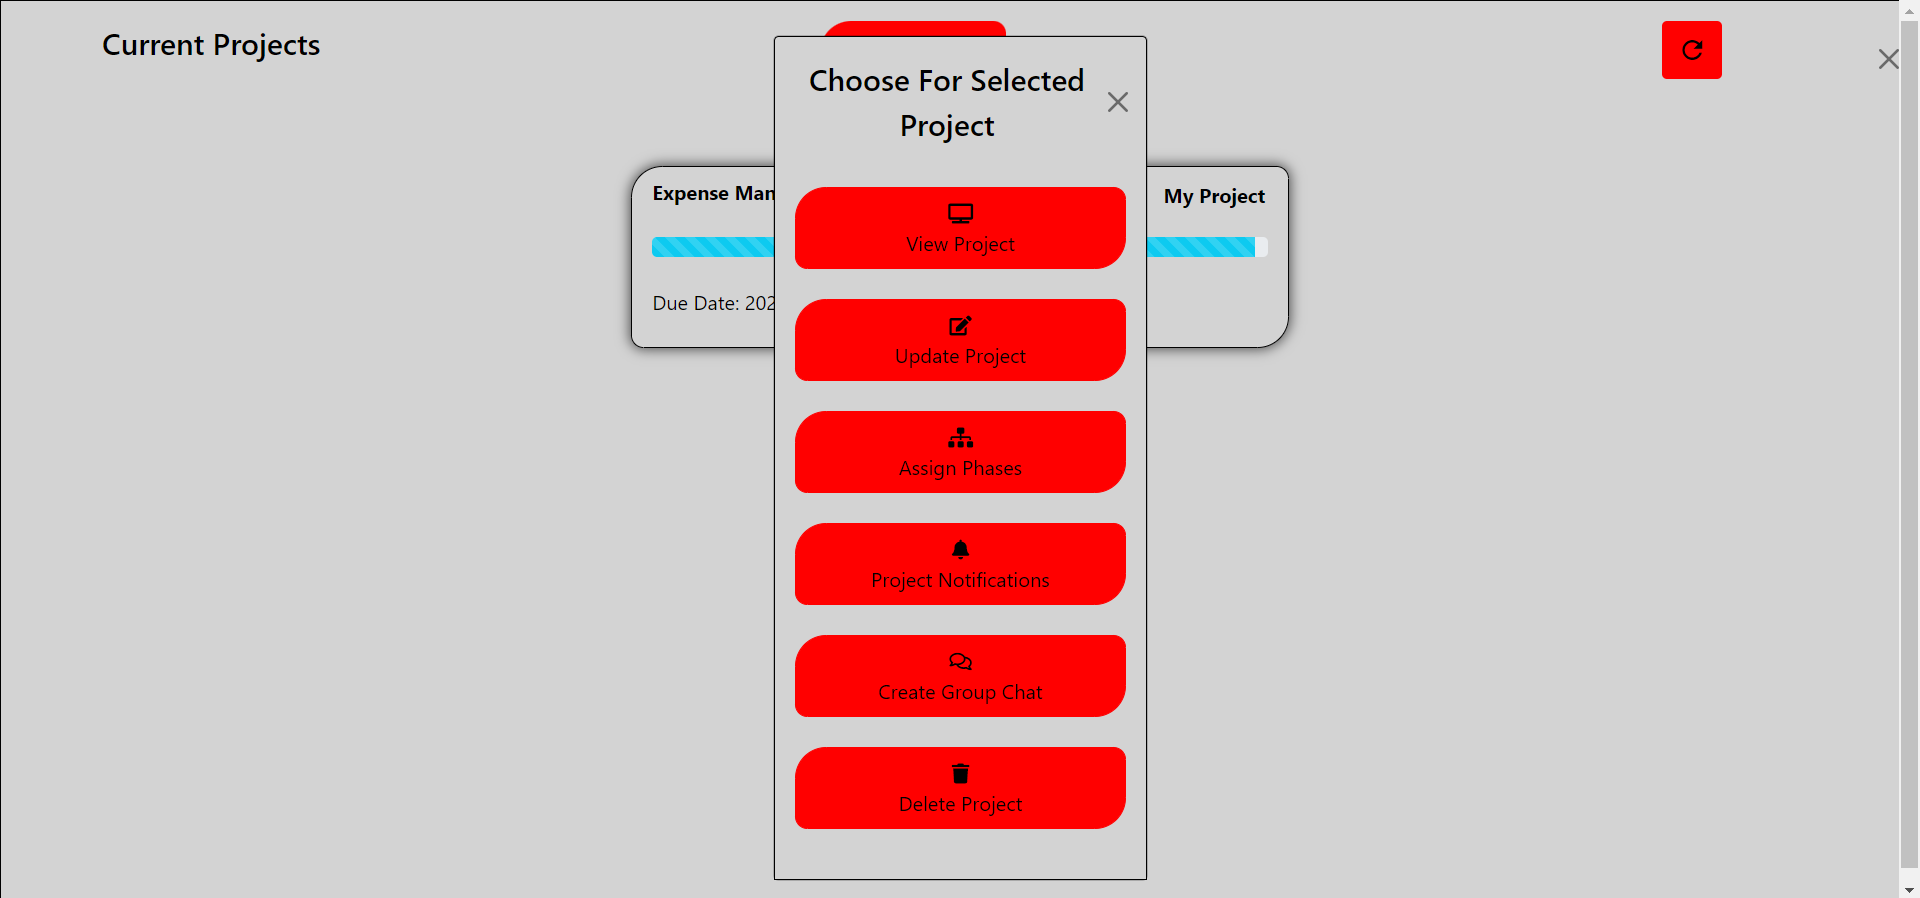 Current Projects
Choose For Selected
Project
Expense Man
My Project
Due Date: 202
View Project
Update Project
Assign Phases
Project Notifications
Create Group Chat
Delete Project